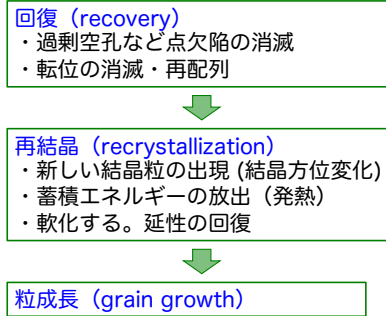 回復（recovery）
・過剰空孔など点欠陥の消滅
・転位の消滅・再配列
再結晶（recrystallization）
・新しい結晶粒の出現 (結晶方位変化)
・蓄積エネルギーの放出（発熱）
・軟化する。延性の回復
粒成長（grain growth）